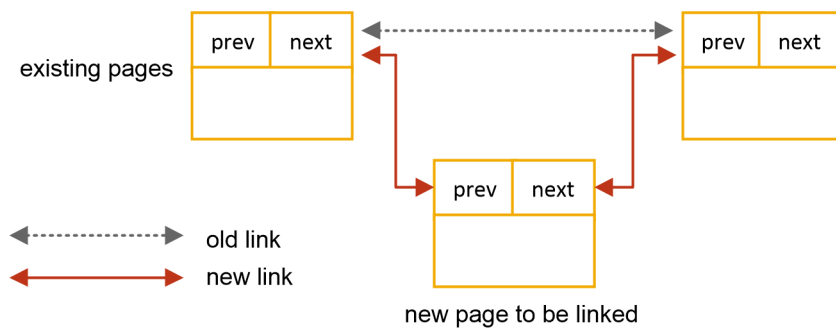 prev next
prev next
existing pages
prev next
old link
new link
new page to be linked